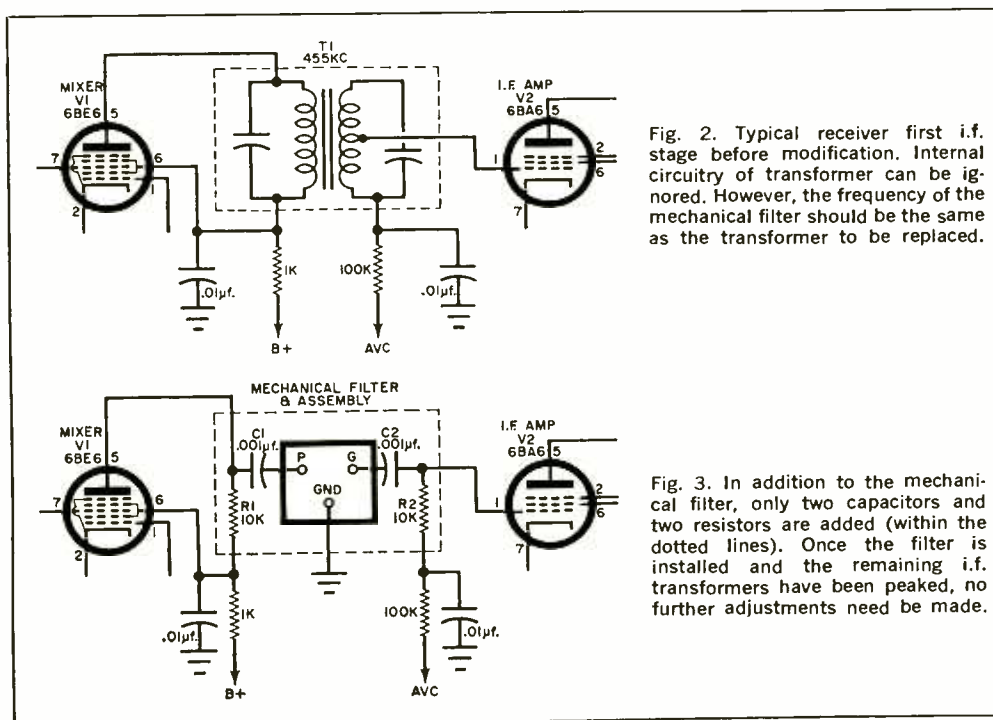 T1
455KC
MIXER
V1
6BE6
5
7
6
1
2
.01µf.
1K
B+
100K
AVC
.01µf.
I.F. AMP
V2
6BA6
5
1
2
6
7
Fig. 2. Typical receiver first i.f.
stage before modification. Internal
circuitry of transformer can be ig-
nored. However, the frequency of the
mechanical filter should be the same
as the transformer to be replaced.
MECHANICAL FILTER
& ASSEMBLY
MIXER
V1
6BE6
5
7
6
1
2
C1
.001µf.
P
G
GND
C2
.001µf.
R1
10K
R2
10K
.01µf.
1K
B+
100K
AVC
.01µf.
I.F. AMP
V2
6BA6
5
1
2
6
7
Fig. 3. In addition to the mechani-
cal filter, only two capacitors and
two resistors are added (within the
dotted lines). Once the filter is
installed and the remaining i.f.
transformers have been peaked, no
further adjustments need be made.